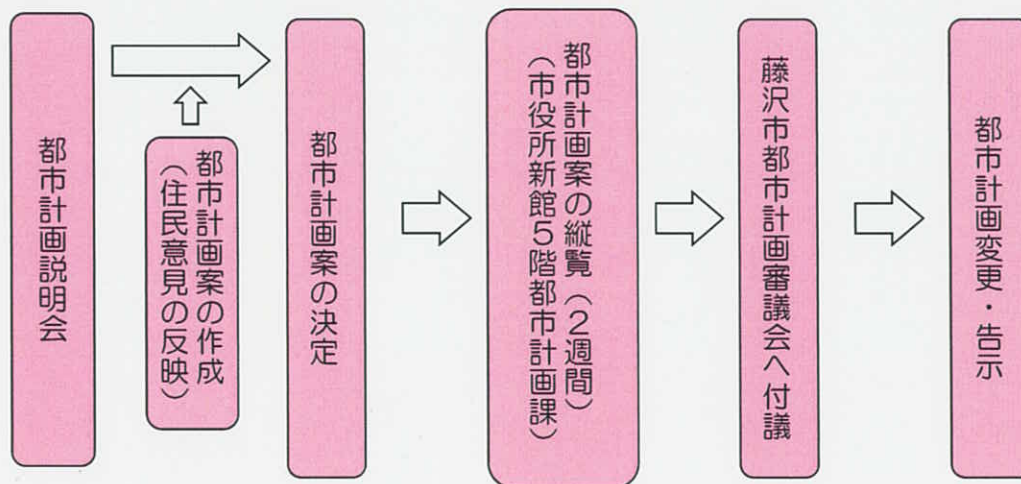 都市計画説明会
都市計画案の作成
（住民意見の反映）
都市計画案の決定
都市計画案の縦覧（２週間）
（市役所新館５階都市計画課）
藤沢市都市計画審議会へ付議
都市計画変更・告示